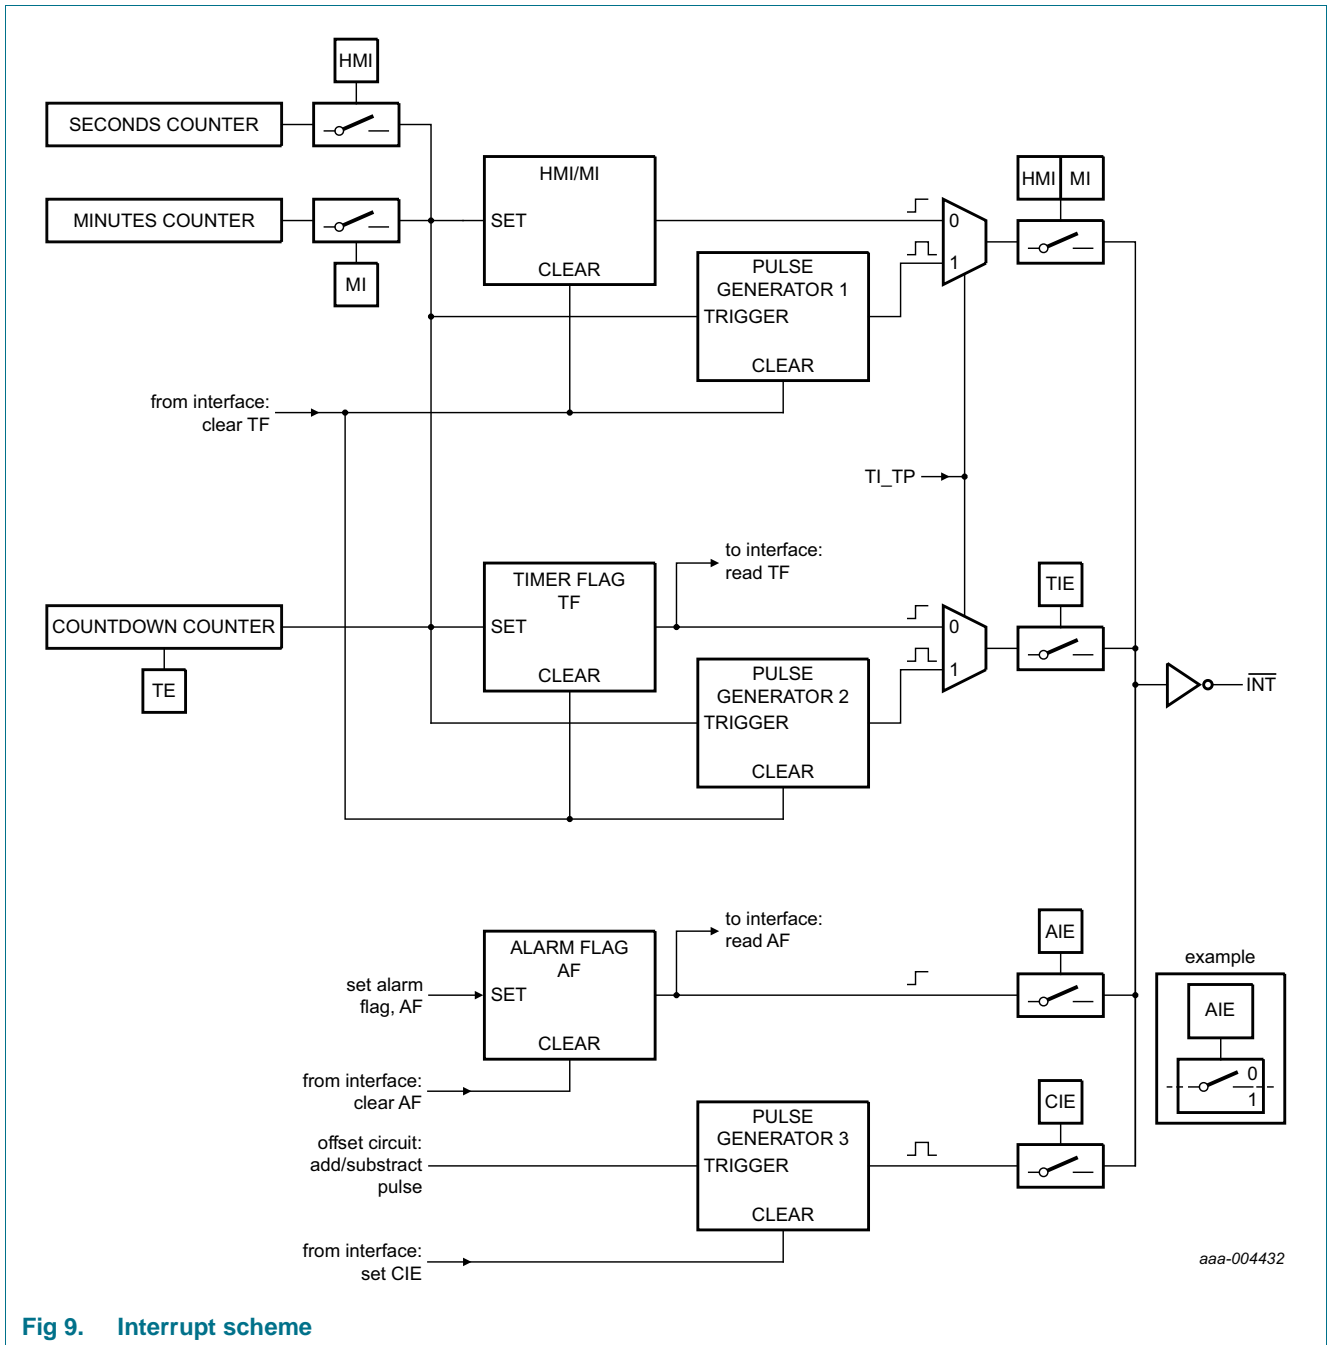 HMI
SECONDS COUNTER
MINUTES COUNTER
MI
HMI/MI
SET
CLEAR
PULSE
GENERATOR 1
TRIGGER
CLEAR
0
1
HMI MI
from interface:
clear TF
TI_TP
to interface:
read TF
TIMER FLAG
TF
SET
CLEAR
COUNTDOWN COUNTER
TE
PULSE
GENERATOR 2
TRIGGER
CLEAR
0
1
TIE
INT
to interface:
read AF
ALARM FLAG
AF
SET
CLEAR
set alarm
flag, AF
from interface:
clear AF
AIE
example
AIE
0
1
offset circuit:
add/substract
pulse
PULSE
GENERATOR 3
TRIGGER
CLEAR
CIE
from interface:
set CIE
aaa-004432
Fig 9. Interrupt scheme